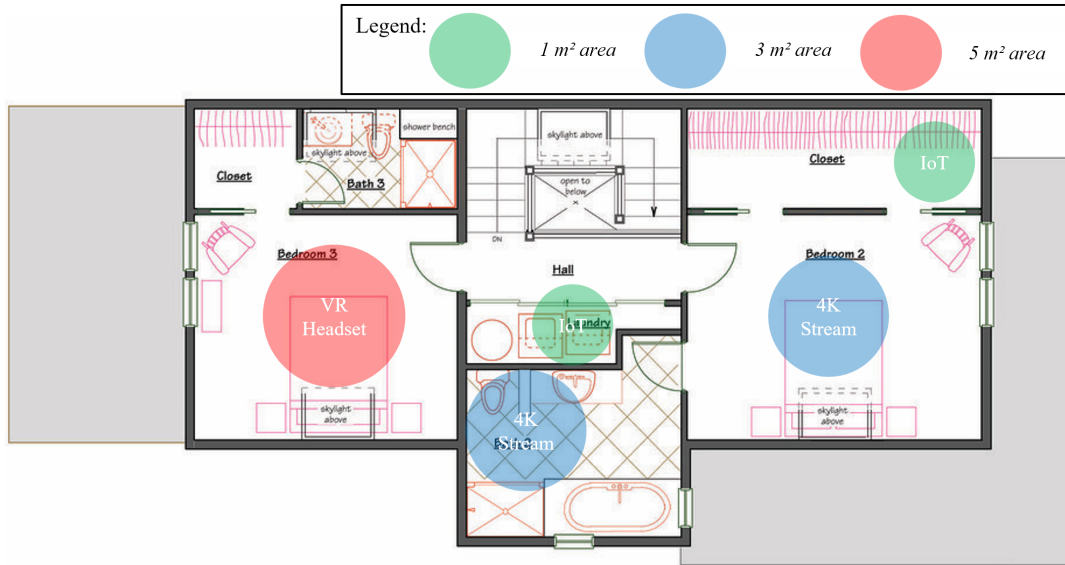 Legend:
1 m² area
3 m² area
5 m² area
shower bench
skylight above
skylight above
Closet
IoT
Closet
Bath 3
open to
below
x
DN
Bedroom 3
Hall
Bedroom 2
VR
Headset
IoT
Laundry
4K
Stream
4K
Stream
skylight
above
skylight
above